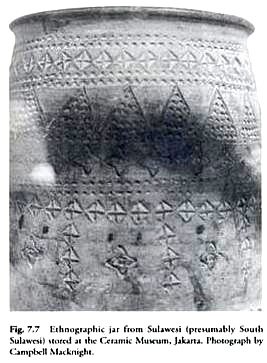 Fig. 7.7 Ethnographic jar from Sulawesi (presumably South
Sulawesi) stored at the Ceramic Museum, Jakarta. Photograph by
Campbell Macknight.